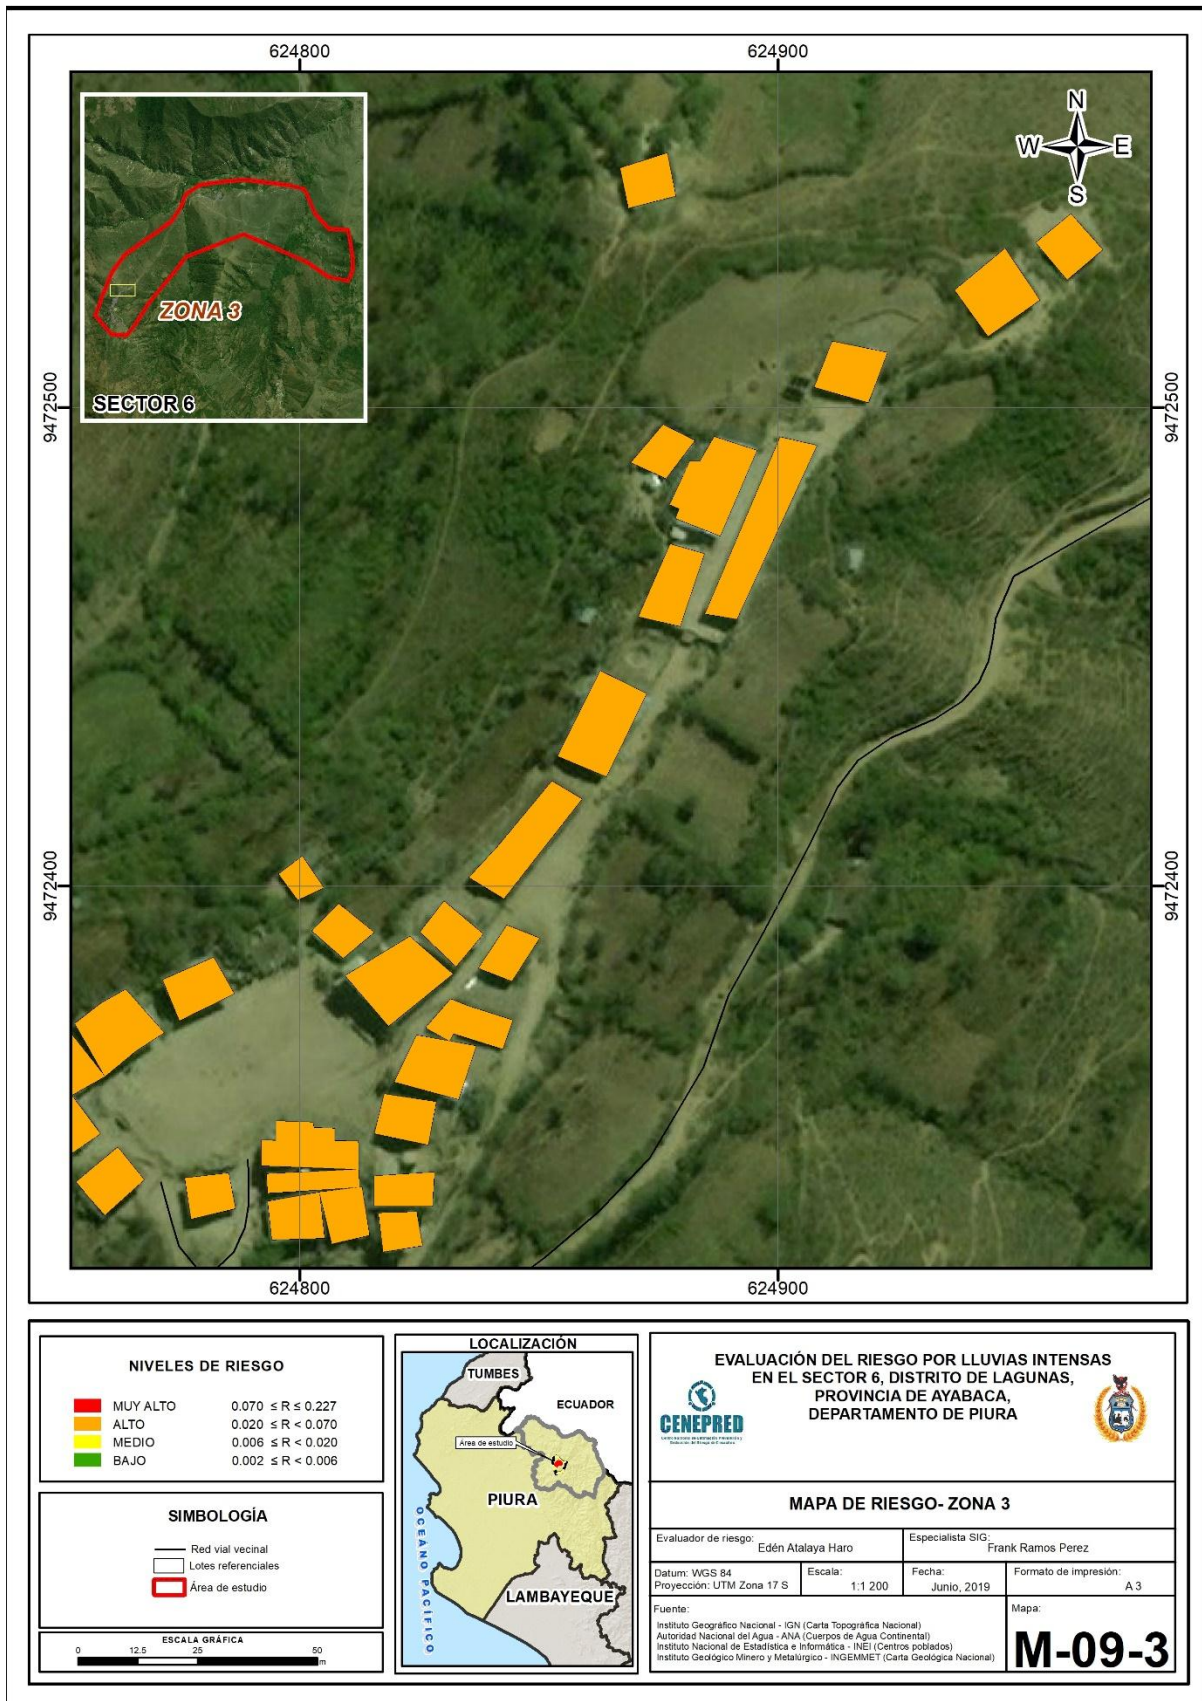 624800
624900
N
W
E
S
ZONA 3
SECTOR 6
9472500
9472500
9472400
9472400
624800
624900
NIVELES DE RIESGO
MUY ALTO 0.070 ≤ R ≤ 0.227
ALTO 0.020 ≤ R < 0.070
MEDIO 0.006 ≤ R < 0.020
BAJO 0.002 ≤ R < 0.006
SIMBOLOGÍA
Red vial vecinal
Lotes referenciales
Área de estudio
ESCALA GRÁFICA
0 12.5 25 50
m
LOCALIZACIÓN
TUMBES
ECUADOR
Área de estudio
PIURA
OCEANO PACÍFICO
LAMBAYEQUE
EVALUACIÓN DEL RIESGO POR LLUVIAS INTENSAS
EN EL SECTOR 6, DISTRITO DE LAGUNAS,
PROVINCIA DE AYABACA,
DEPARTAMENTO DE PIURA
CENEPRED
MAPA DE RIESGO- ZONA 3
Evaluador de riesgo:
Edén Atalaya Haro
Especialista SIG:
Frank Ramos Perez
Datum: WGS 84
Proyección: UTM Zona 17 S
Escala:
1:1 200
Fecha:
Junio, 2019
Formato de impresión:
A 3
Fuente:
Instituto Geográfico Nacional - IGN (Carta Topográfica Nacional)
Autoridad Nacional del Agua - ANA (Cuerpos de Agua Continental)
Instituto Nacional de Estadística e Informática - INEI (Centros poblados)
Instituto Geológico Minero y Metalúrgico - INGEMMET (Carta Geológica Nacional)
Mapa:
M-09-3